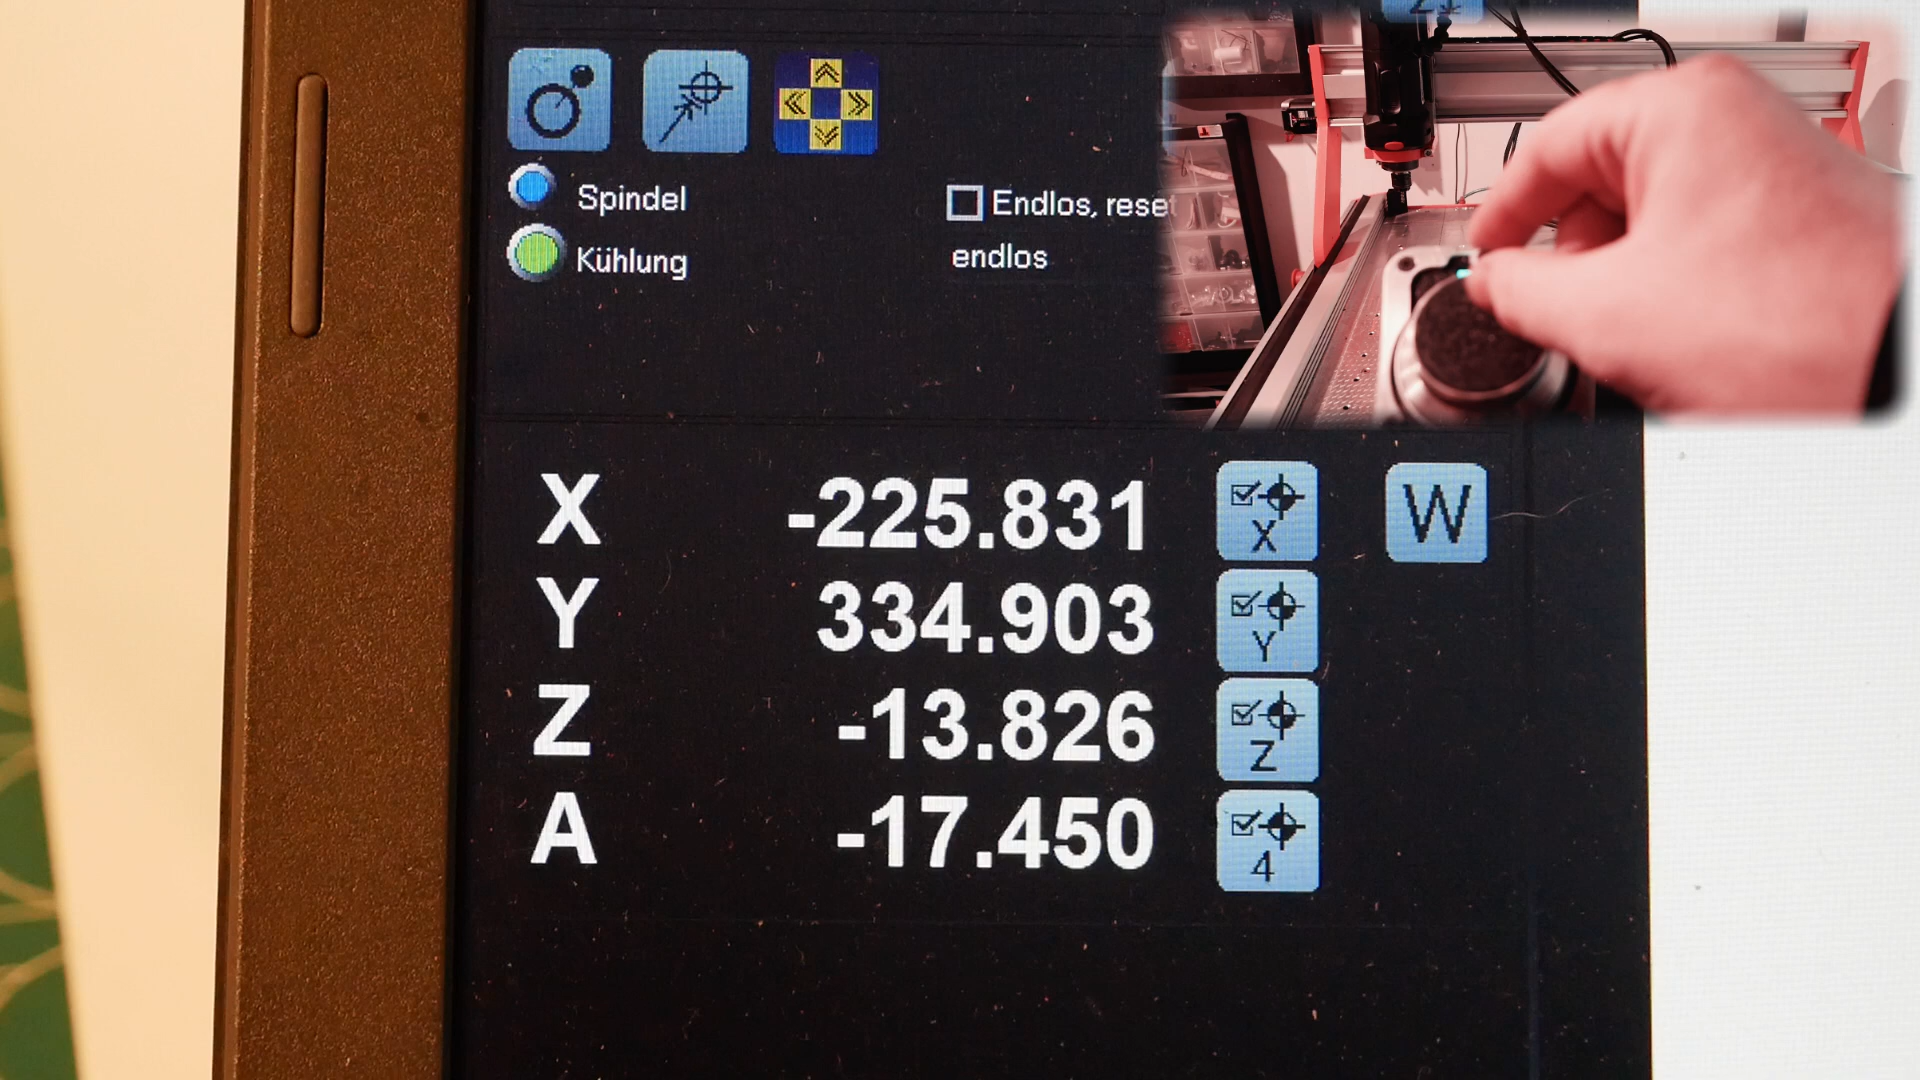 Spindel
Endlos, reset
Kühlung
endlos
X -225.831 X W
Y 334.903 Y
Z -13.826 Z
A -17.450 4